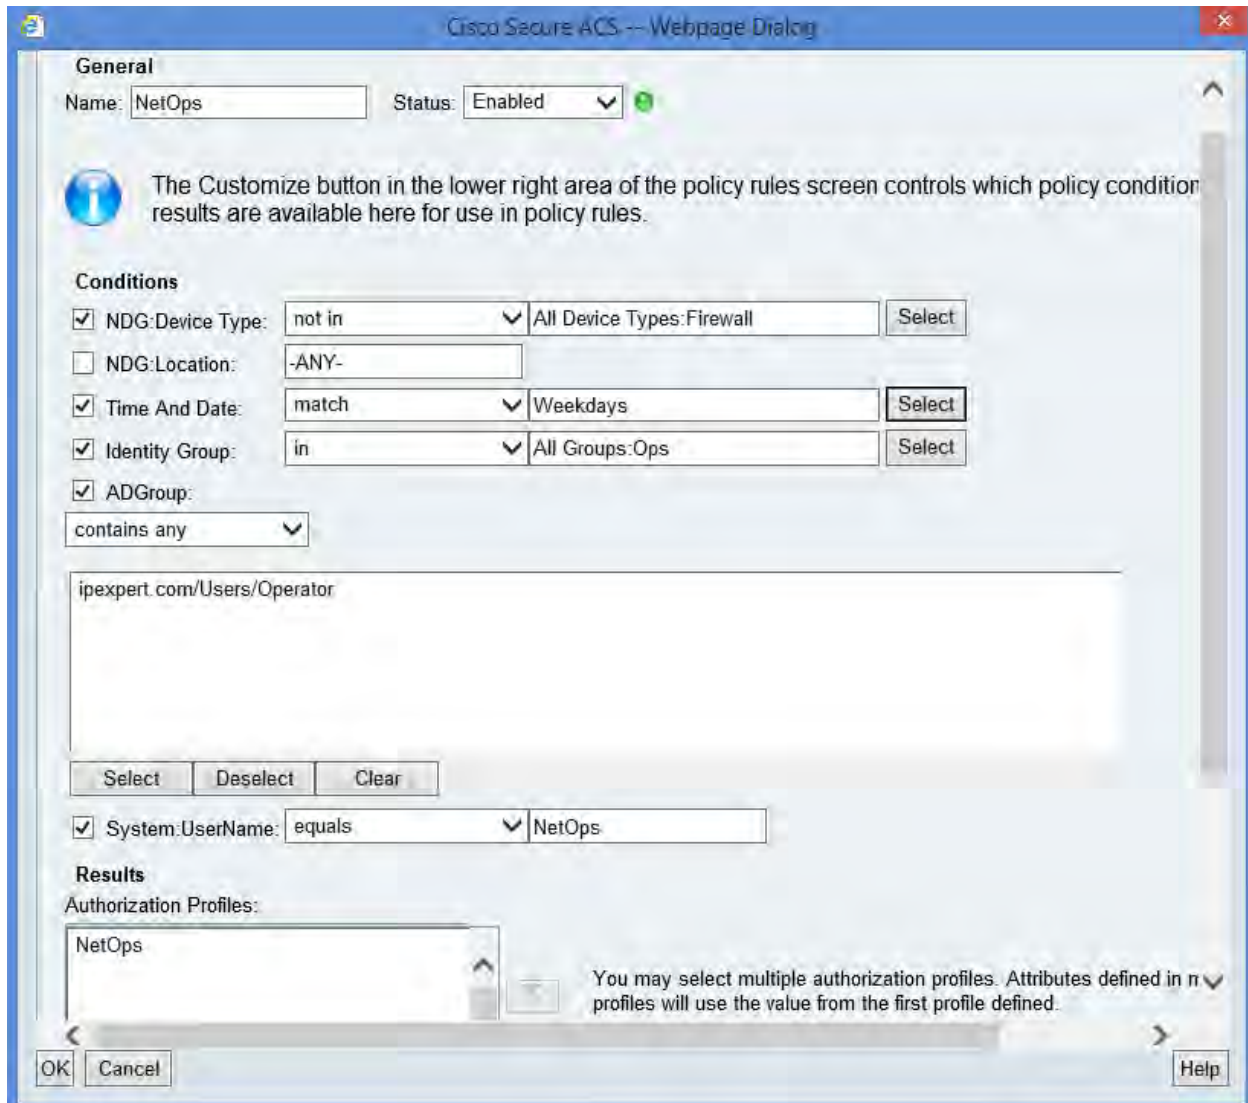 Cisco Secure ACS -- Webpage Dialog
General
Name: NetOps Status: Enabled
The Customize button in the lower right area of the policy rules screen controls which policy condition
results are available here for use in policy rules.
Conditions
NDG:Device Type: not in All Device Types:Firewall Select
NDG:Location: -ANY-
Time And Date: match Weekdays Select
Identity Group: in All Groups:Ops Select
ADGroup:
contains any
ipexpert.com/Users/Operator
Select Deselect Clear
System:UserName: equals NetOps
Results
Authorization Profiles:
NetOps
You may select multiple authorization profiles. Attributes defined in m
profiles will use the value from the first profile defined.
OK Cancel Help